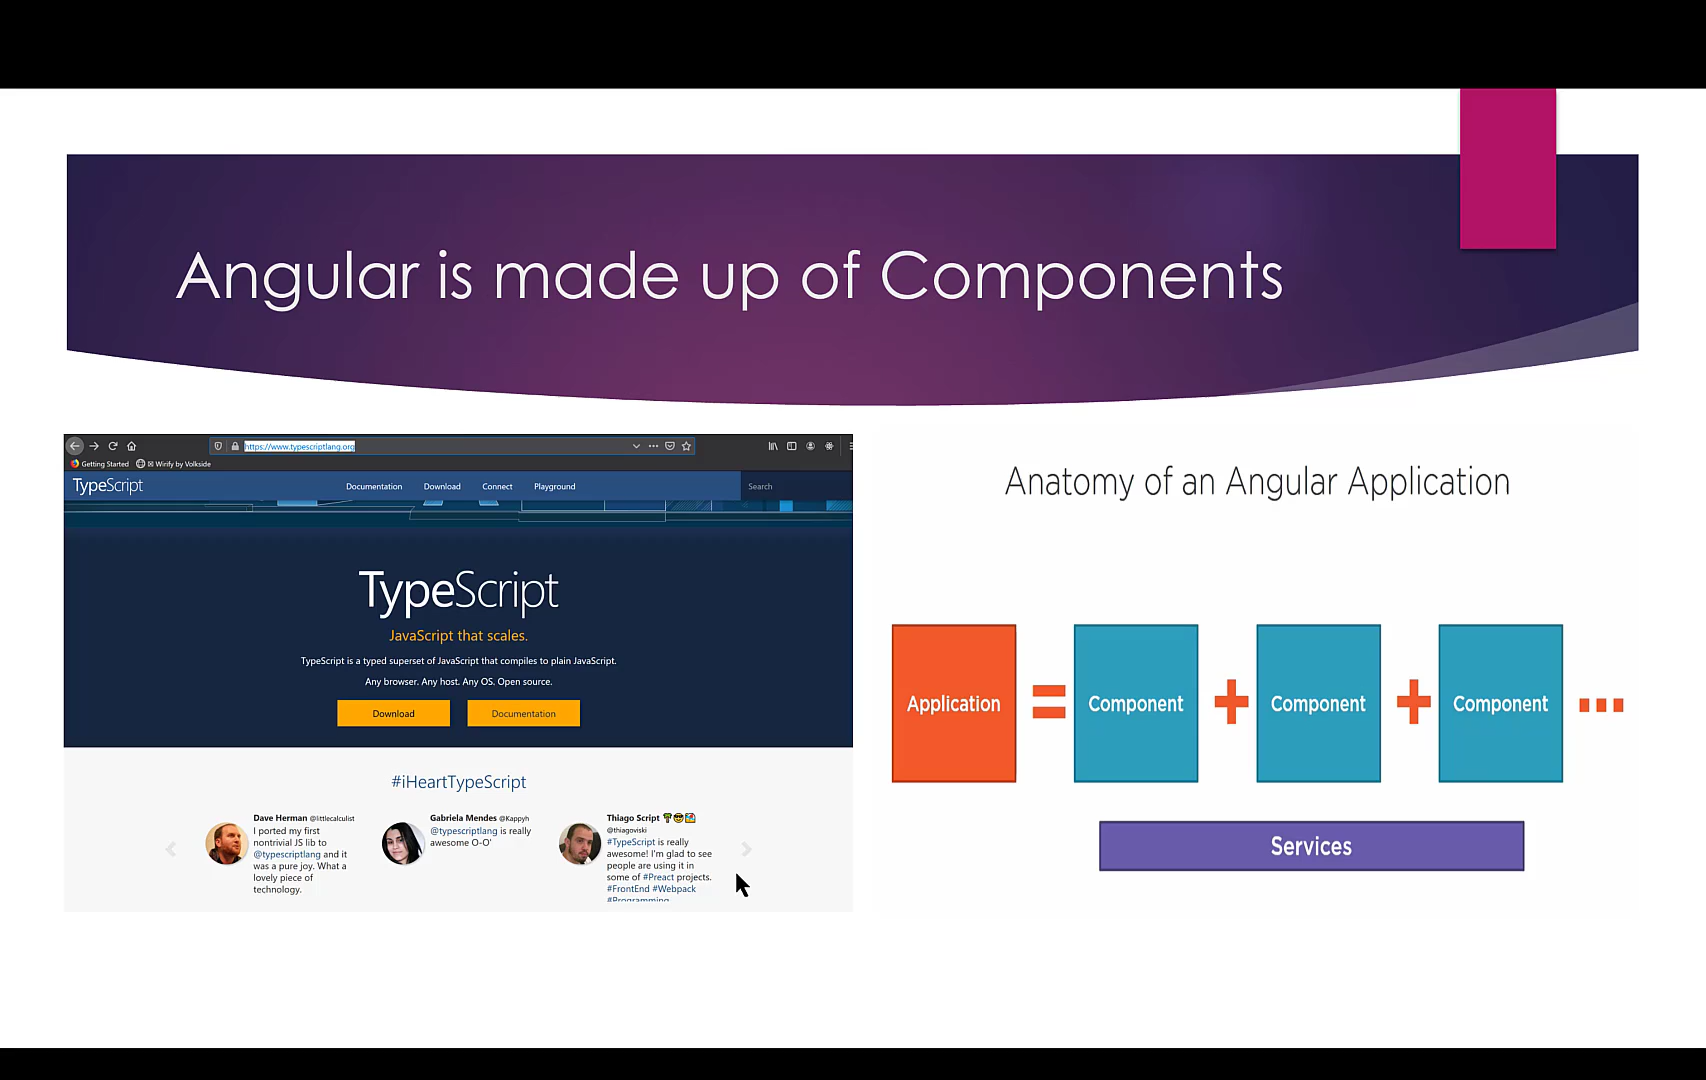 Angular is made up of Components
https://www.typescriptlang.org
Getting Started Wirify by Volkside
TypeScript
Documentation Download Connect Playground
Search
TypeScript
JavaScript that scales.
TypeScript is a typed superset of JavaScript that compiles to plain JavaScript.
Any browser. Any host. Any OS. Open source.
Download Documentation
#iHeartTypeScript
Dave Herman @littlecalculist
I ported my first
nontrivial JS lib to
@typescriptlang and it
was a pure joy. What a
lovely piece of
technology.
Gabriela Mendes @Kappyh
@typescriptlang is really
awesome O-O'
Thiago Script 🌴😎🏖
@thiagoviski
#TypeScript is really
awesome! I'm glad to see
people are using it in
some of #Preact projects.
#FrontEnd #Webpack
#Programming
Anatomy of an Angular Application
Application = Component + Component + Component ...
Services